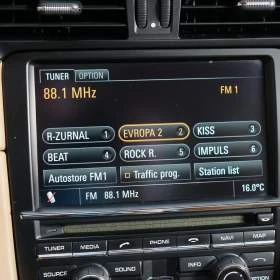 TUNER OPTION
88.1 MHz FM 1
R-ZURNAL 1 EVROPA 2 2 KISS 3
BEAT 4 ROCK R. 5 IMPULS 6
Autostore FM1 Traffic prog. Station list
FM 88.1 MHz 16.0°C
TUNER MEDIA PHONE NAVI MAP
SOURCE SOUND